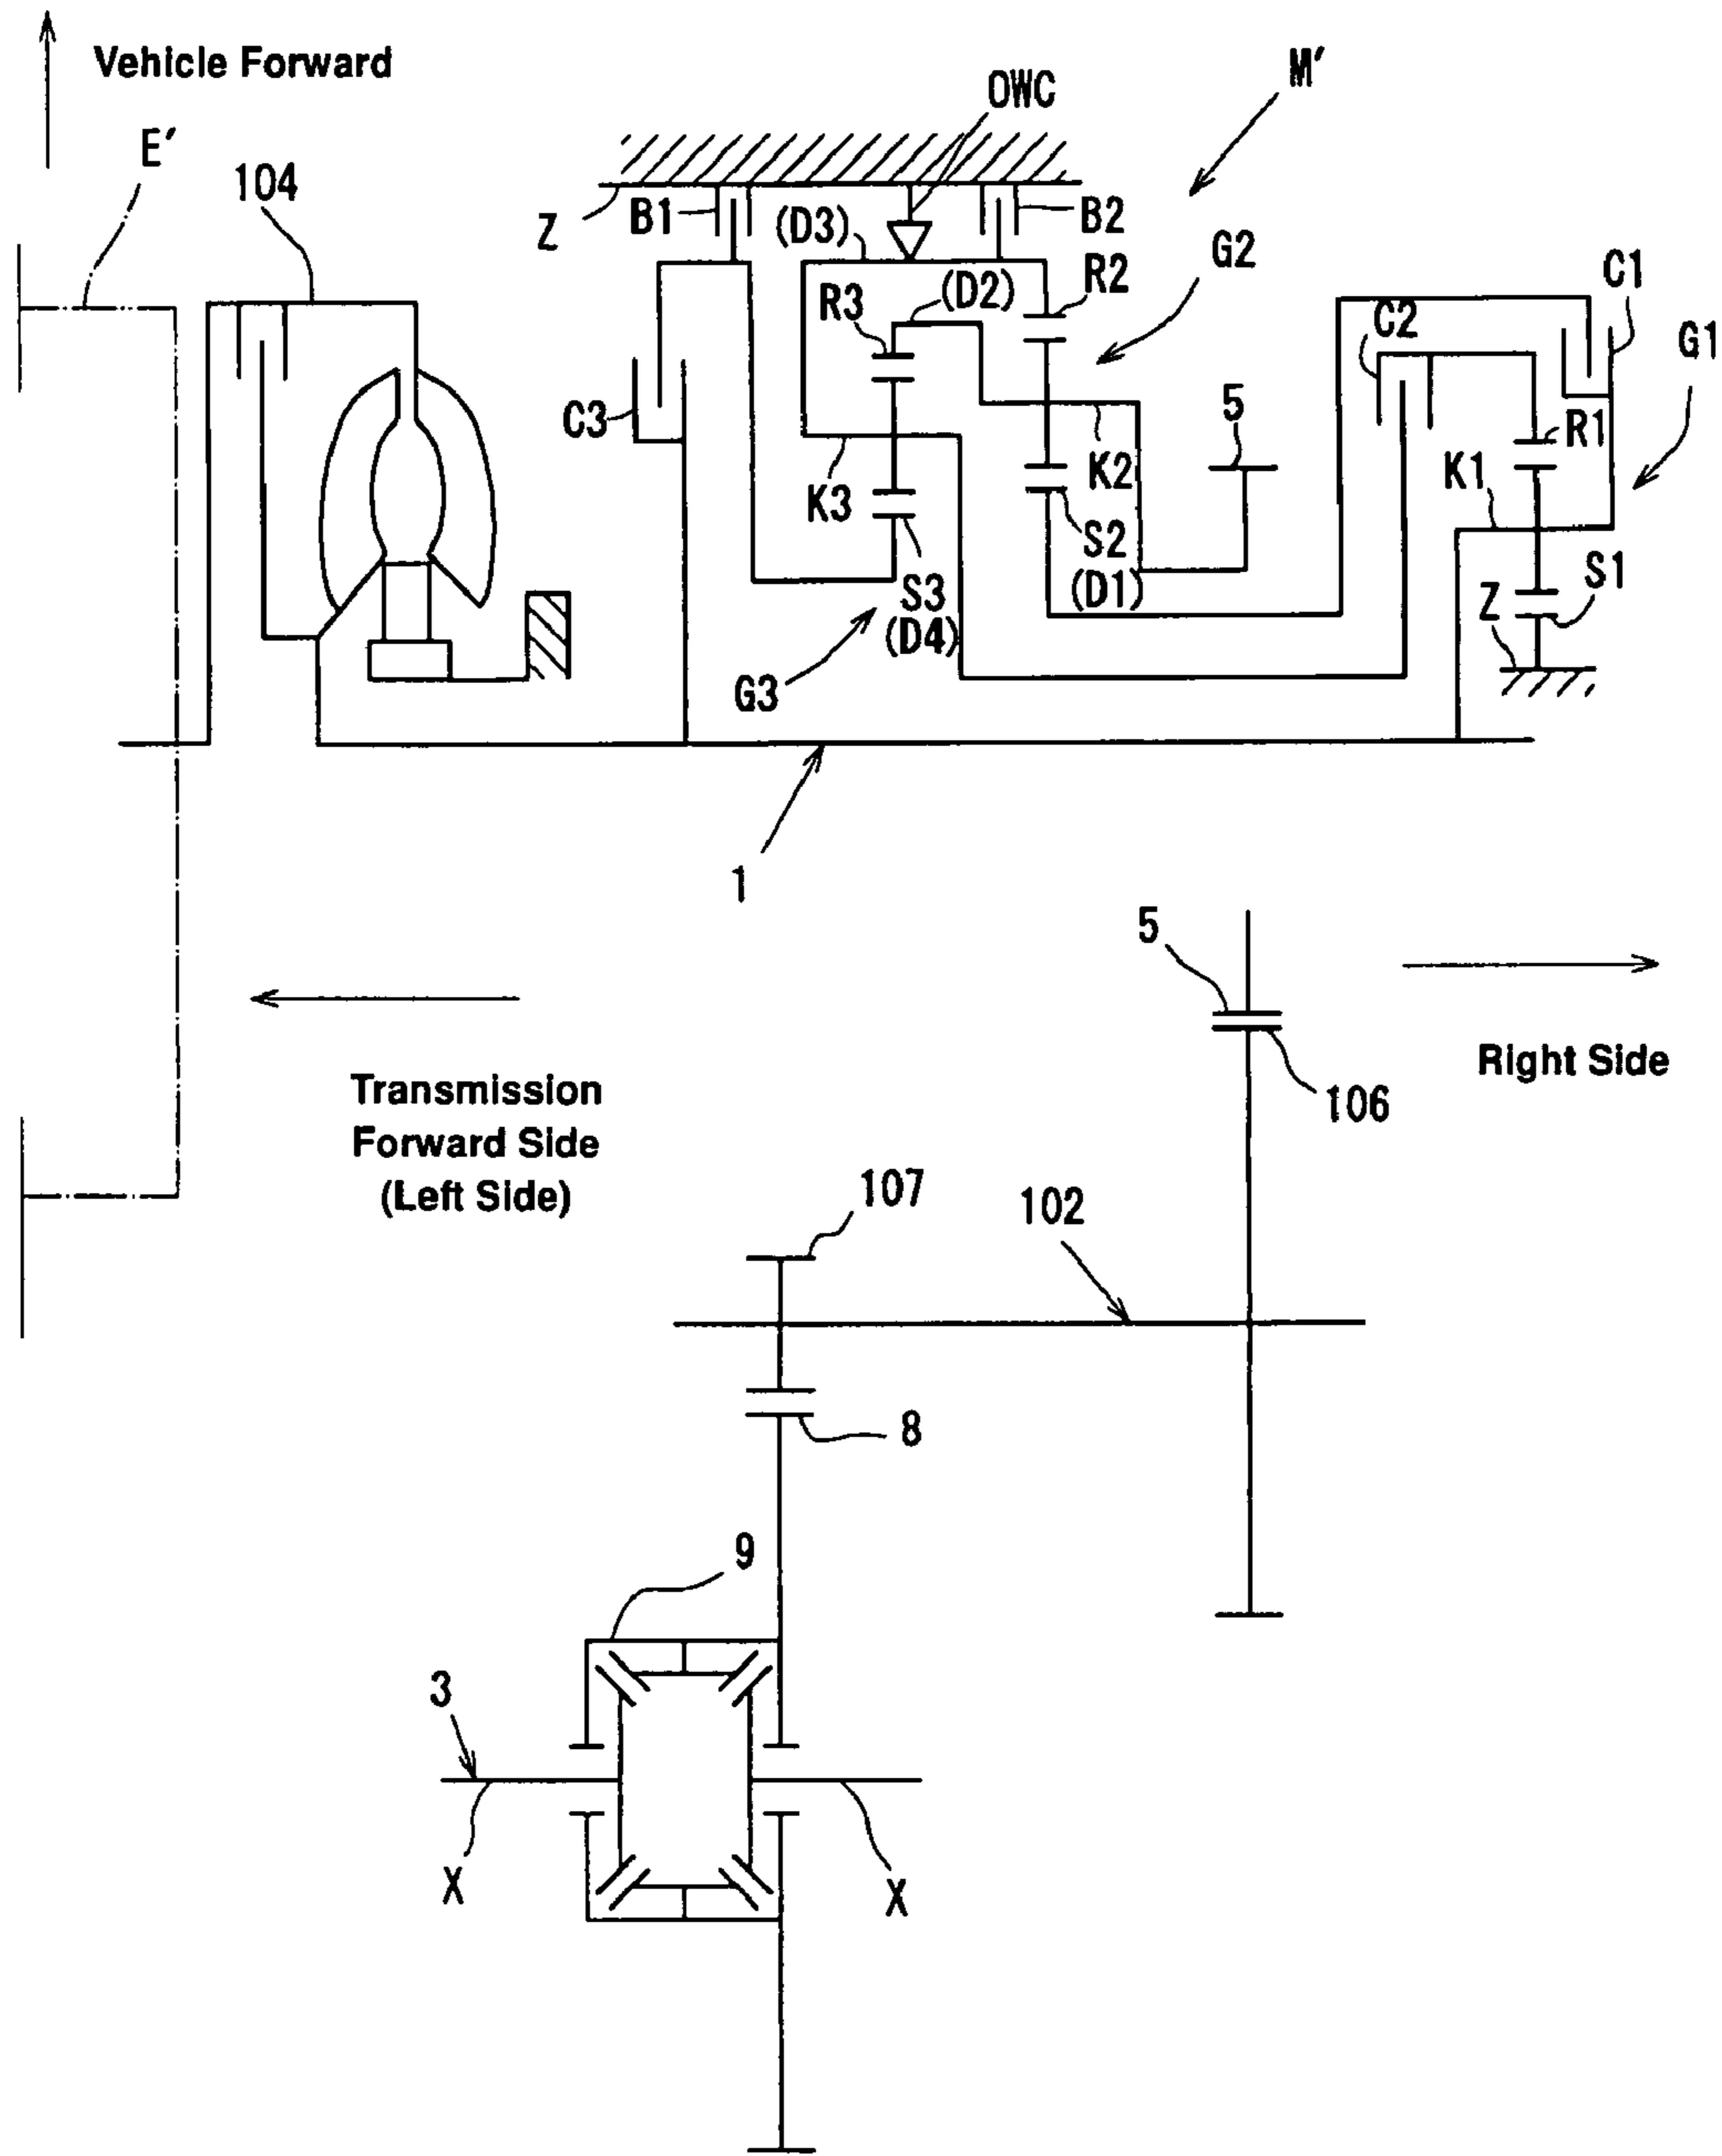 Vehicle Forward
E′
104
OWC
M′
Z
B1
(D3)
B2
G2
R3
(D2)
R2
C1
C2
G1
C3
5
R1
K3
K2
K1
S2
(D1)
S1
S3
(D4)
Z
G3
1
5
Right Side
Transmission
Forward Side
(Left Side)
106
107
102
8
9
3
X
X